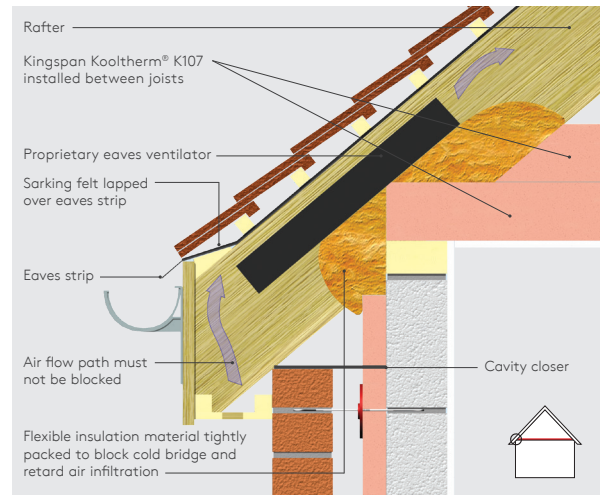 Rafter
Kingspan Kooltherm® K107
installed between joists
Proprietary eaves ventilator
Sarking felt lapped
over eaves strip
Eaves strip
Air flow path must
not be blocked
Cavity closer
Flexible insulation material tightly
packed to block cold bridge and
retard air infiltration